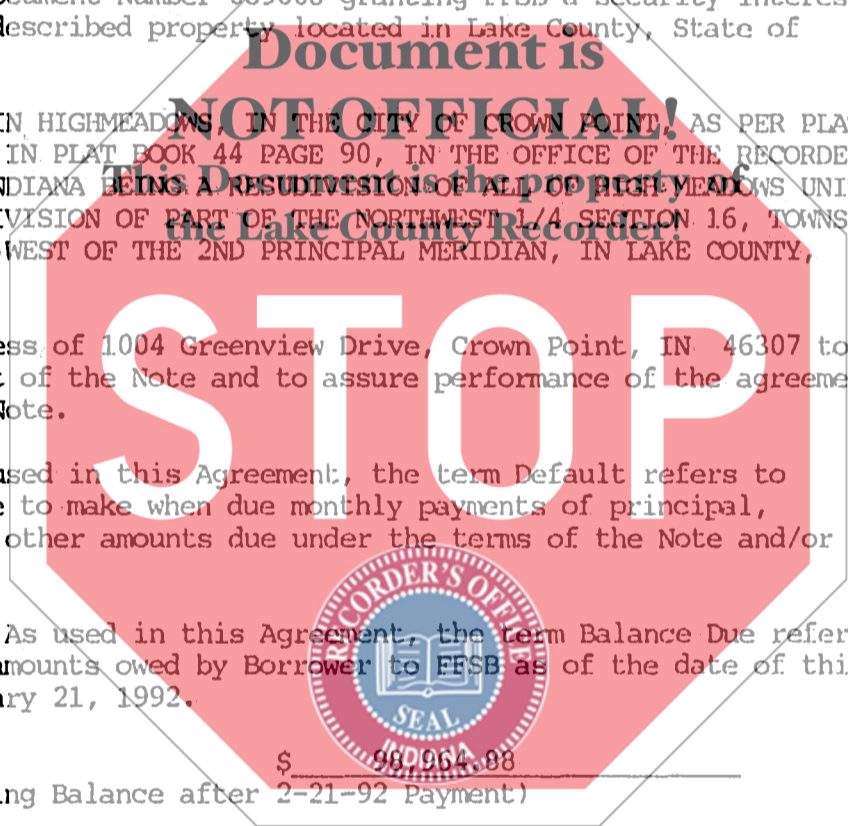 ocument Number 885006 granting FFSB a Security Interes
described property located in Lake County, State of
Document is
NOT OFFICIAL!
IN HIGHMEADOWS, IN THE CITY OF CROWN POINT, AS PER PLA
IN PLAT BOOK 44 PAGE 90, IN THE OFFICE OF THE RECORDE
This Document is the property of
NDIANA BEING A RESUDIVISION OF ALL OF HIGH MEADOWS UNI
VISION OF PART OF THE NORTHWEST 1/4 SECTION 16, TOWNS
the Lake County Recorder!
WEST OF THE 2ND PRINCIPAL MERIDIAN, IN LAKE COUNTY,
ess of 1004 Greenview Drive, Crown Point, IN 46307 to
t of the Note and to assure performance of the agreeme
Note.
STOP
used in this Agreement, the term Default refers to
e to make when due monthly payments of principal,
other amounts due under the terms of the Note and/or
RECORDER'S OFFICE
As used in this Agreement, the term Balance Due refer
mounts owed by Borrower to FFSB as of the date of thi
ry 21, 1992.
SEAL
INDIANA
$ 98,964.88
ng Balance after 2-21-92 Payment)